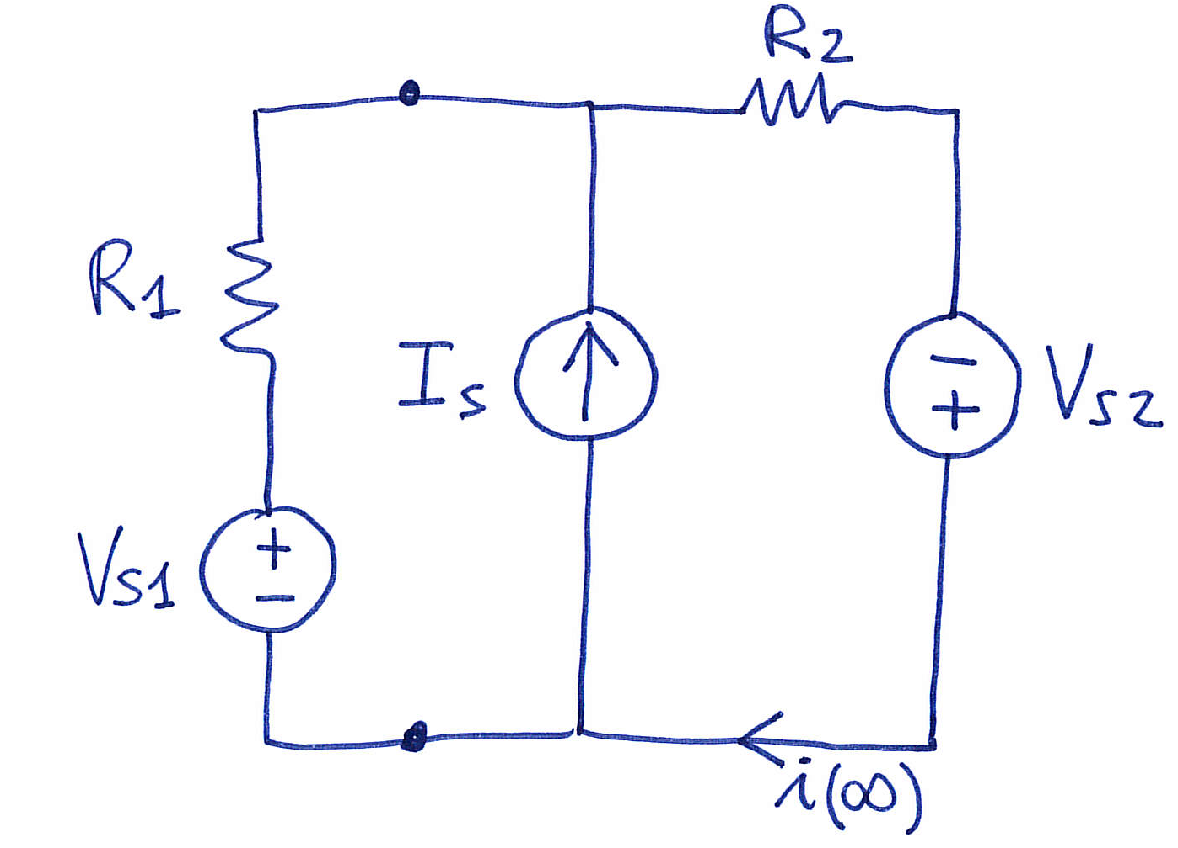 R2
R1
Is
− +
Vs2
+ −
Vs1
i(∞)